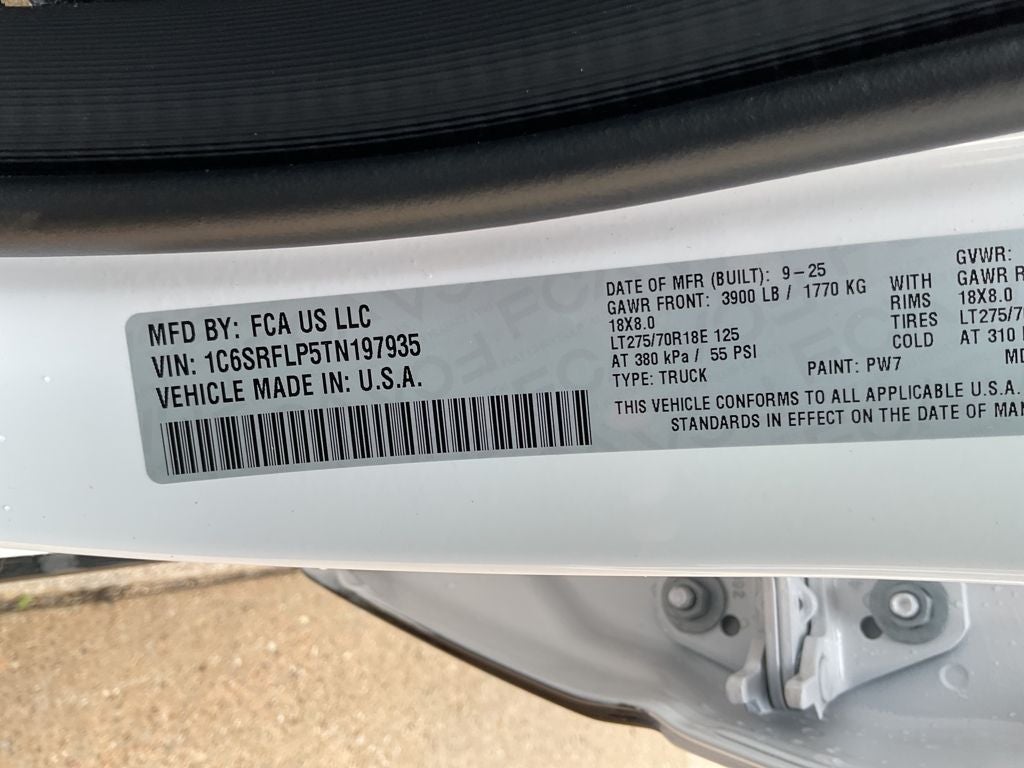 MFD BY: FCA US LLC
VIN: 1C6SRFLP5TN197935
VEHICLE MADE IN: U.S.A.
DATE OF MFR (BUILT): 9-25
GAWR FRONT: 3900 LB / 1770 KG
18X8.0
LT275/70R18E 125
AT 380 kPa / 55 PSI
TYPE: TRUCK
PAINT: PW7
WITH
RIMS
TIRES
COLD
GVWR:
GAWR R
18X8.0
LT275/70
AT 310
MD
THIS VEHICLE CONFORMS TO ALL APPLICABLE U.S.A.
STANDARDS IN EFFECT ON THE DATE OF MAN